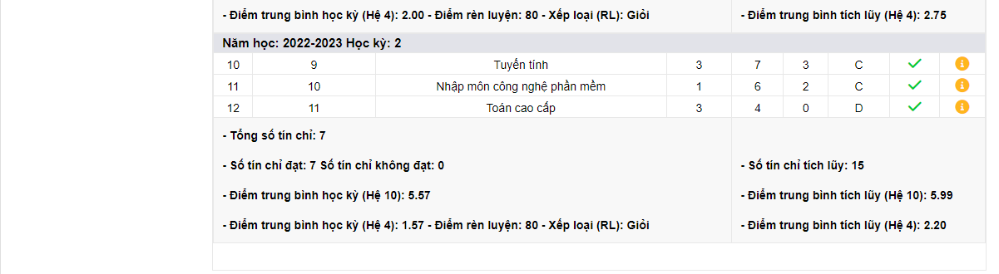 - Điểm trung bình học kỳ (Hệ 4): 2.00 - Điểm rèn luyện: 80 - Xếp loại (RL): Giỏi - Điểm trung bình tích lũy (Hệ 4): 2.75
Năm học: 2022-2023 Học kỳ: 2
10 9 Tuyến tính 3 7 3 C
11 10 Nhập môn công nghệ phần mềm 1 6 2 C
12 11 Toán cao cấp 3 4 0 D
- Tổng số tín chỉ: 7
- Số tín chỉ đạt: 7 Số tín chỉ không đạt: 0 - Số tín chỉ tích lũy: 15
- Điểm trung bình học kỳ (Hệ 10): 5.57 - Điểm trung bình tích lũy (Hệ 10): 5.99
- Điểm trung bình học kỳ (Hệ 4): 1.57 - Điểm rèn luyện: 80 - Xếp loại (RL): Giỏi - Điểm trung bình tích lũy (Hệ 4): 2.20